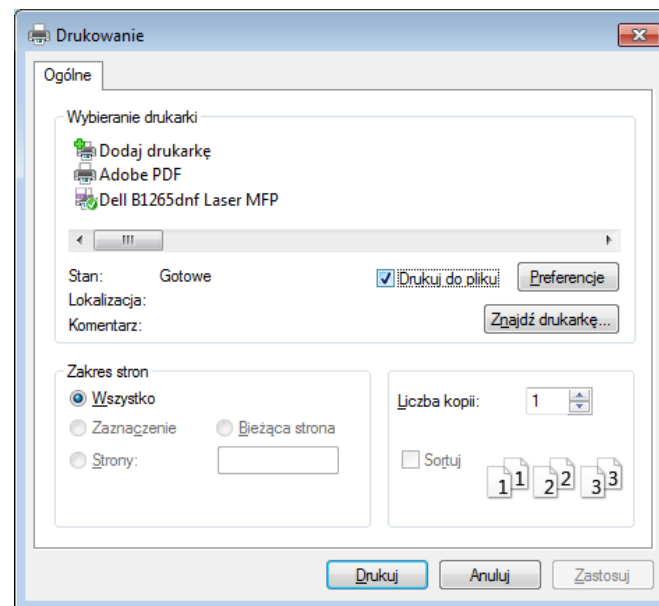 Drukowanie
Ogólne
Wybieranie drukarki
Dodaj drukarkę
Adobe PDF
Dell B1265dnf Laser MFP
Stan: Gotowe
Drukuj do pliku Preferencje
Lokalizacja:
Komentarz:
Znajdź drukarkę...
Zakres stron
Wszystko
Zaznaczenie Bieżąca strona
Strony:
Liczba kopii: 1
Sortuj
1 1 2 2 3 3
Drukuj Anuluj Zastosuj